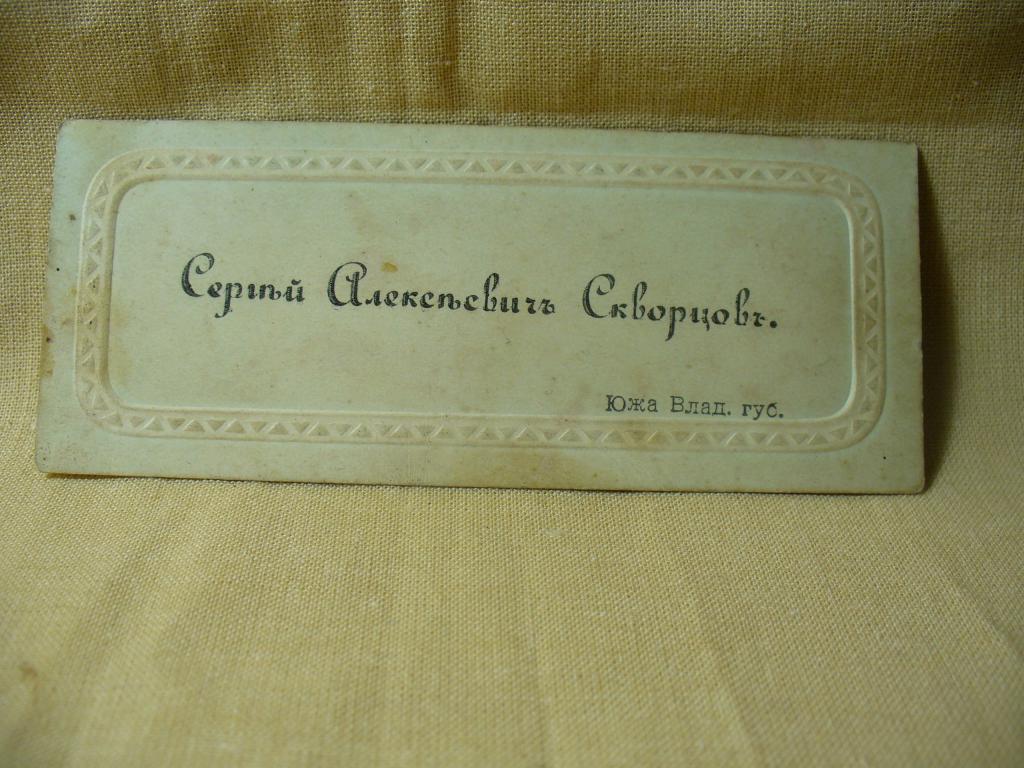 Сергѣй Алексѣевичъ Скворцовъ.
Южа Влад. губ.